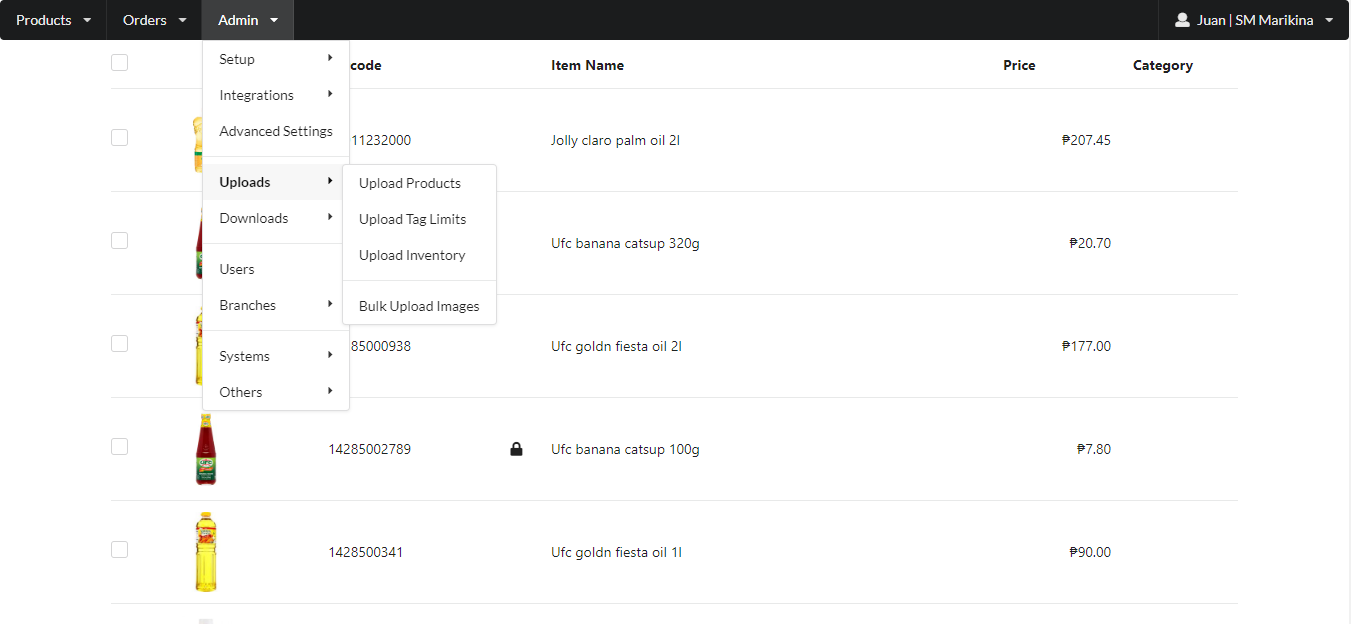 Products Orders Admin Juan | SM Marikina
code Item Name Price Category
Setup
Integrations
Advanced Settings
Uploads
Downloads
Users
Branches
Systems
Others
Upload Products
Upload Tag Limits
Upload Inventory
Bulk Upload Images
11232000 Jolly claro palm oil 2l ₱207.45
Ufc banana catsup 320g ₱20.70
85000938 Ufc goldn fiesta oil 2l ₱177.00
14285002789 Ufc banana catsup 100g ₱7.80
1428500341 Ufc goldn fiesta oil 1l ₱90.00